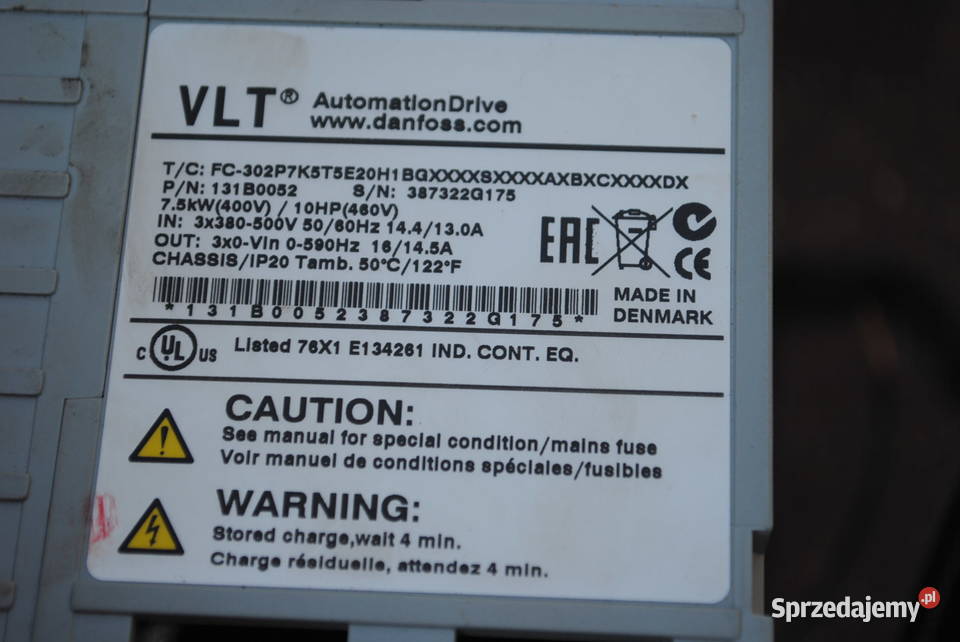 VLT® AutomationDrive
www.danfoss.com
T/C: FC-302P7K5T5E20H1BGXXXXSXXXXAXBXCXXXXDX
P/N: 131B0052 S/N: 387322G175
7.5kW(400V) / 10HP(460V)
IN: 3x380-500V 50/60Hz 14.4/13.0A
OUT: 3x0-Vin 0-590Hz 16/14.5A
CHASSIS/IP20 Tamb. 50°C/122°F
EAC
CE
*131B0052387322G175*
MADE IN
DENMARK
c UL US Listed 76X1 E134261 IND. CONT. EQ.
CAUTION:
See manual for special condition/mains fuse
Voir manuel de conditions spéciales/fusibles
WARNING:
Stored charge,wait 4 min.
Charge résiduelle, attendez 4 min.
Sprzedajemy.pl